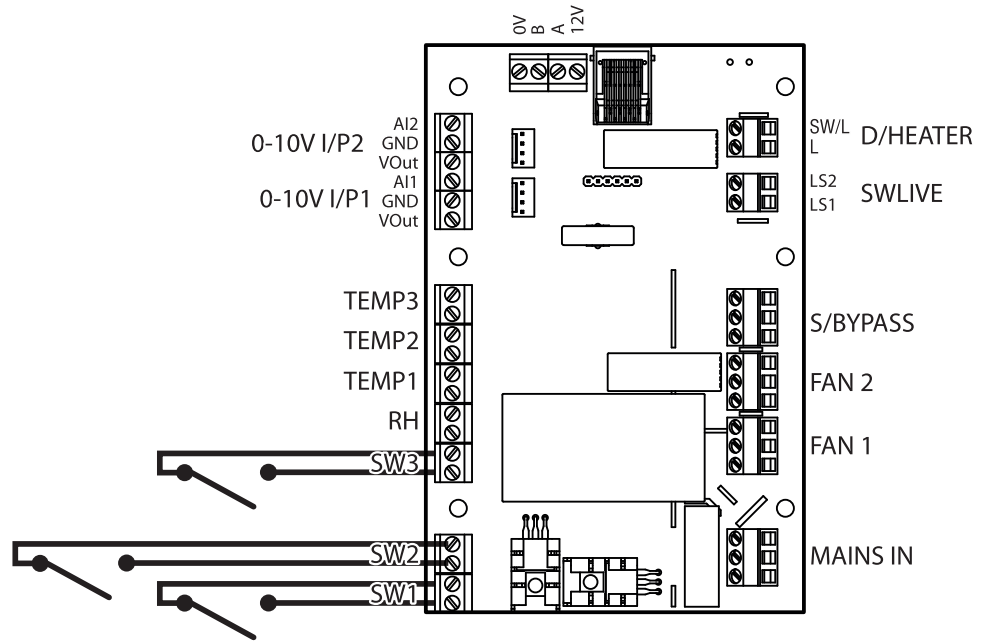 0V
B
A
12V
AI2
0-10V I/P2
GND
VOut
AI1
0-10V I/P1
GND
VOut
TEMP3
TEMP2
TEMP1
RH
SW3
SW2
SW1
SW/L
D/HEATER
L
LS2
SWLIVE
LS1
S/BYPASS
FAN 2
FAN 1
MAINS IN